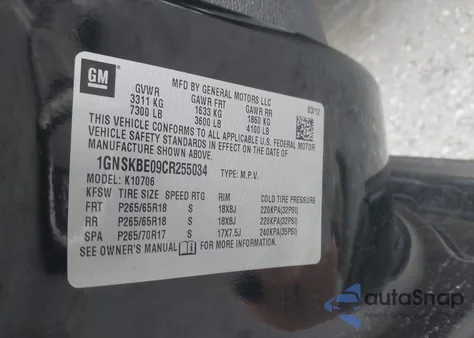 GM
MFD BY GENERAL MOTORS LLC
03/12
GVWR GAWR FRT GAWR RR
3311 KG 1633 KG 1860 KG
7300 LB 3600 LB 4100 LB
THIS VEHICLE CONFORMS TO ALL APPLICABLE U.S. FEDERAL MOTOR
VEHICLE SAFETY STANDARDS IN EFFECT ON THE DATE OF MANUFACTURE
SHOWN ABOVE.
1GNSKBE09CR255034 TYPE: M.P.V.
MODEL: K10706
KFSW TIRE SIZE SPEED RTG RIM COLD TIRE PRESSURE
FRT P265/65R18 S 18X8J 220KPA(32PSI)
RR P265/65R18 S 18X8J 220KPA(32PSI)
SPA P265/70R17 S 17X7.5J 240KPA(35PSI)
SEE OWNER'S MANUAL FOR MORE INFORMATION.
autoSnap
Powered by